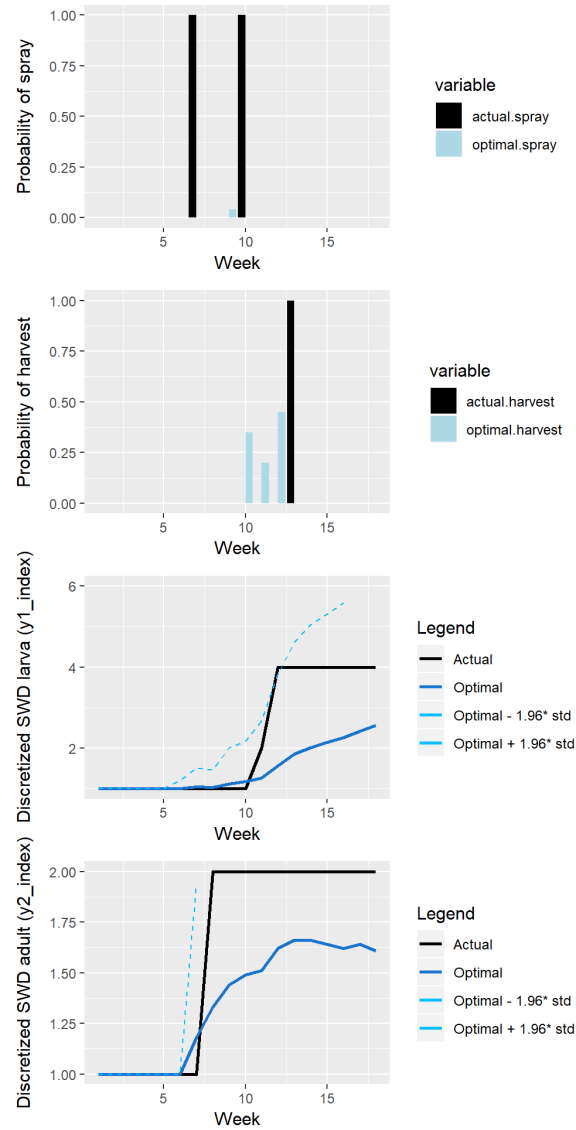 Probability of spray
1.00
0.75
0.50
0.25
0.00
5
10
15
Week
variable
actual.spray
optimal.spray
Probability of harvest
1.00
0.75
0.50
0.25
0.00
5
10
15
Week
variable
actual.harvest
optimal.harvest
Discretized SWD larva (y1_index)
6
4
2
5
10
15
Week
Legend
Actual
Optimal
Optimal - 1.96* std
Optimal + 1.96* std
Discretized SWD adult (y2_index)
2.00
1.75
1.50
1.25
1.00
5
10
15
Week
Legend
Actual
Optimal
Optimal - 1.96* std
Optimal + 1.96* std